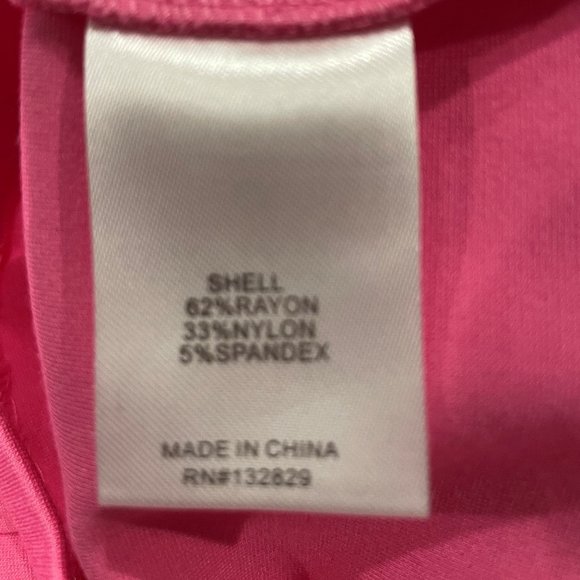 SHELL
62%RAYON
33%NYLON
5%SPANDEX
MADE IN CHINA
RN#132829